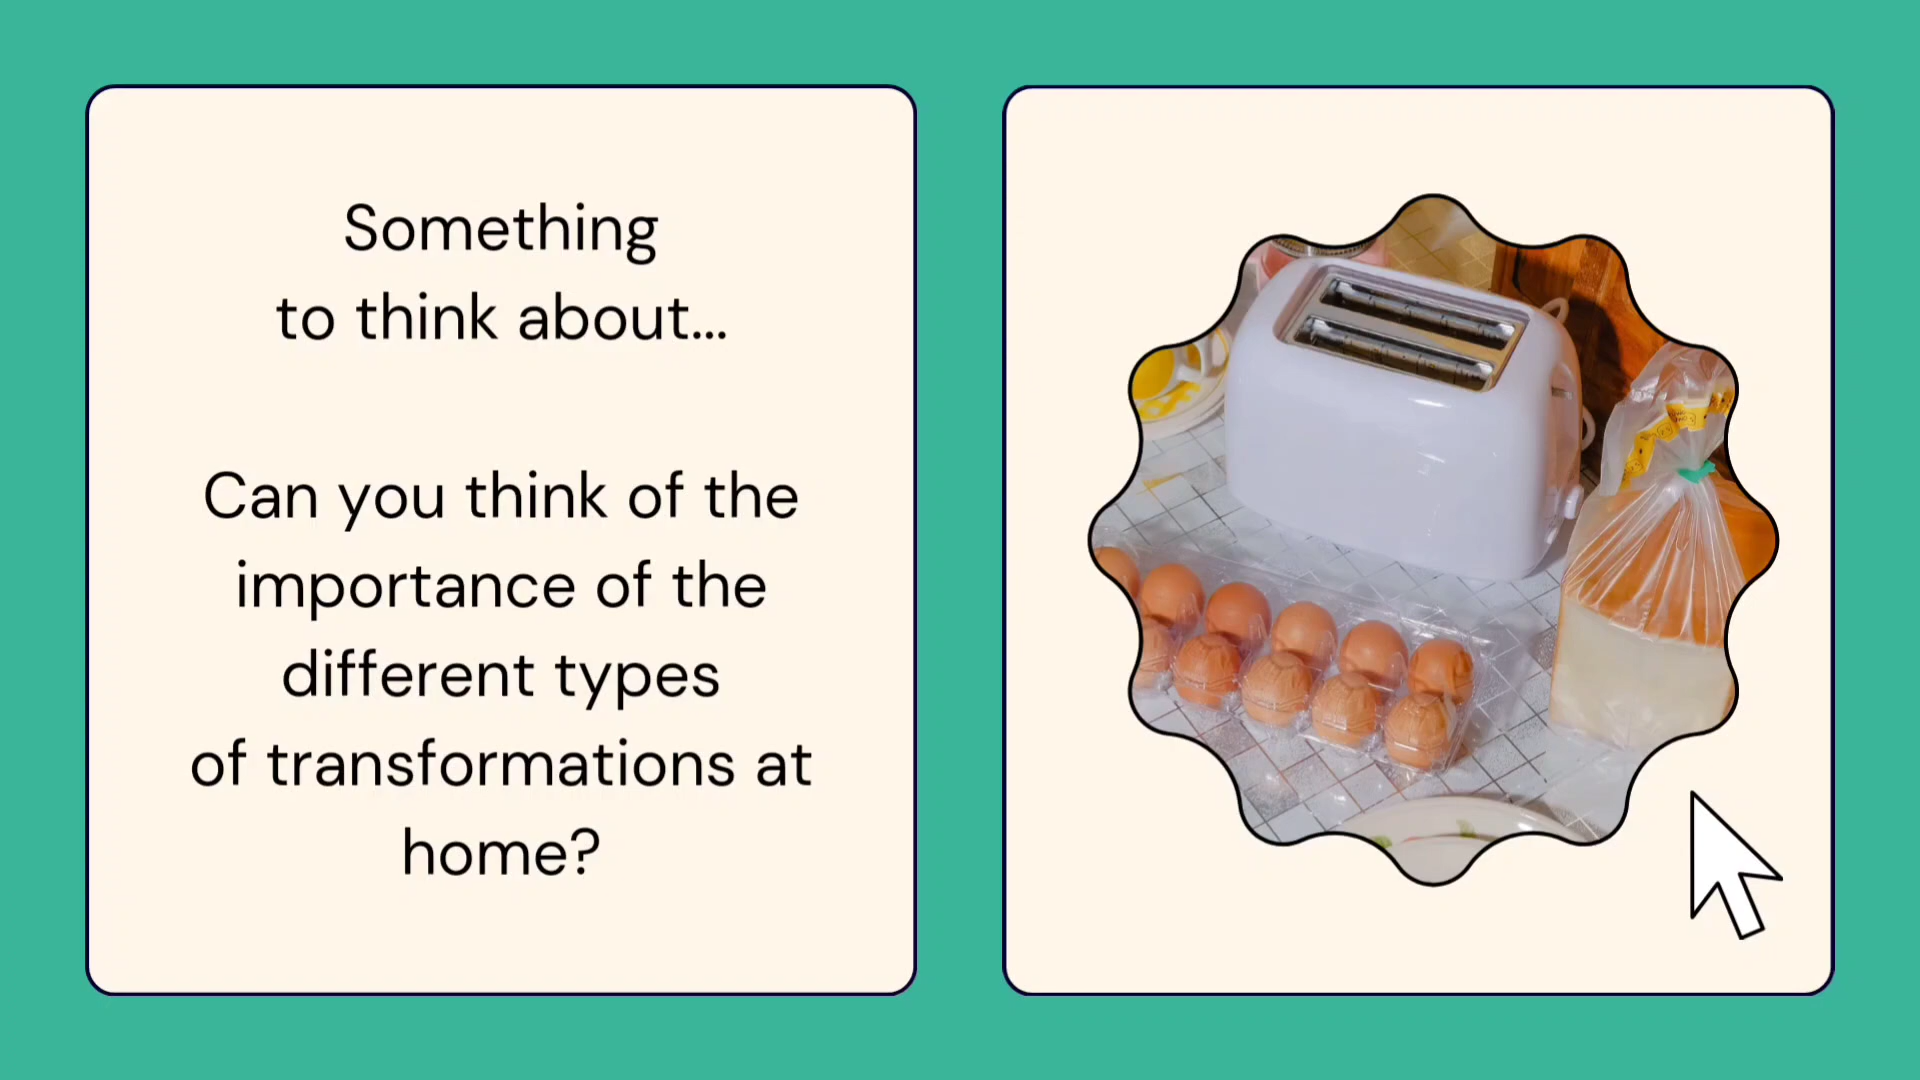 Something
to think about...
Can you think of the
importance of the
different types
of transformations at
home?